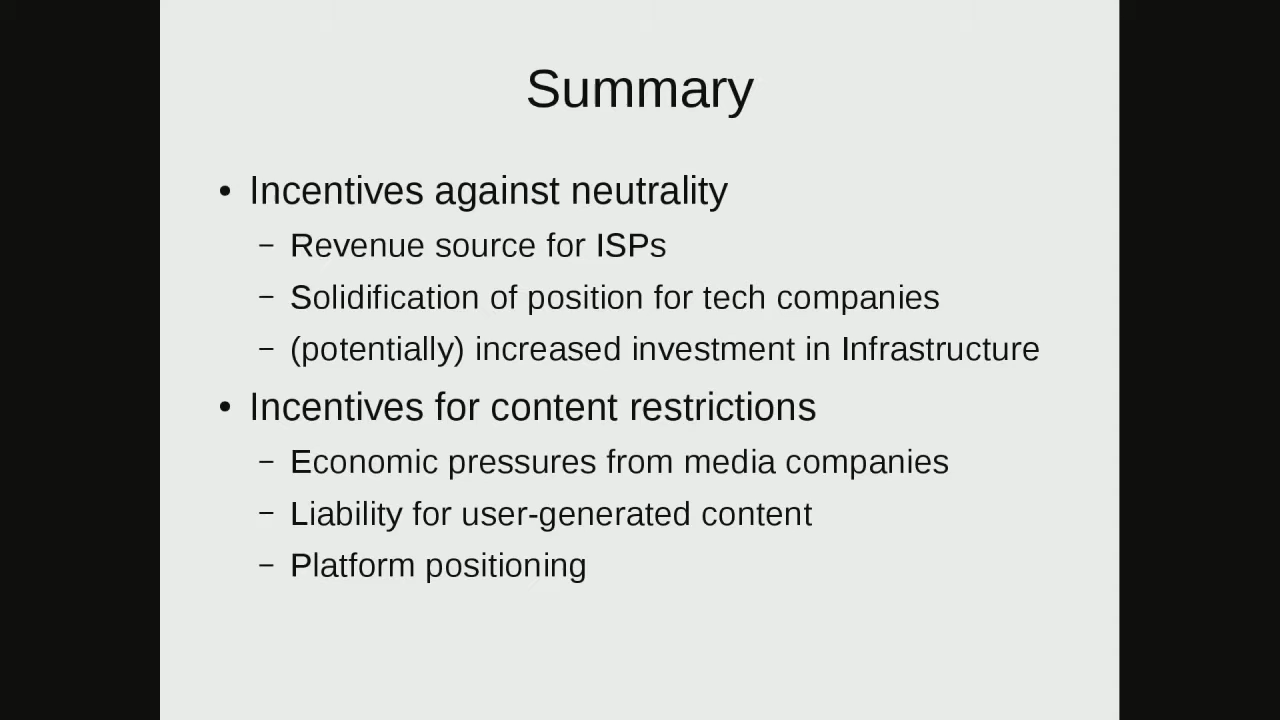 Summary
• Incentives against neutrality
– Revenue source for ISPs
– Solidification of position for tech companies
– (potentially) increased investment in Infrastructure
• Incentives for content restrictions
– Economic pressures from media companies
– Liability for user-generated content
– Platform positioning